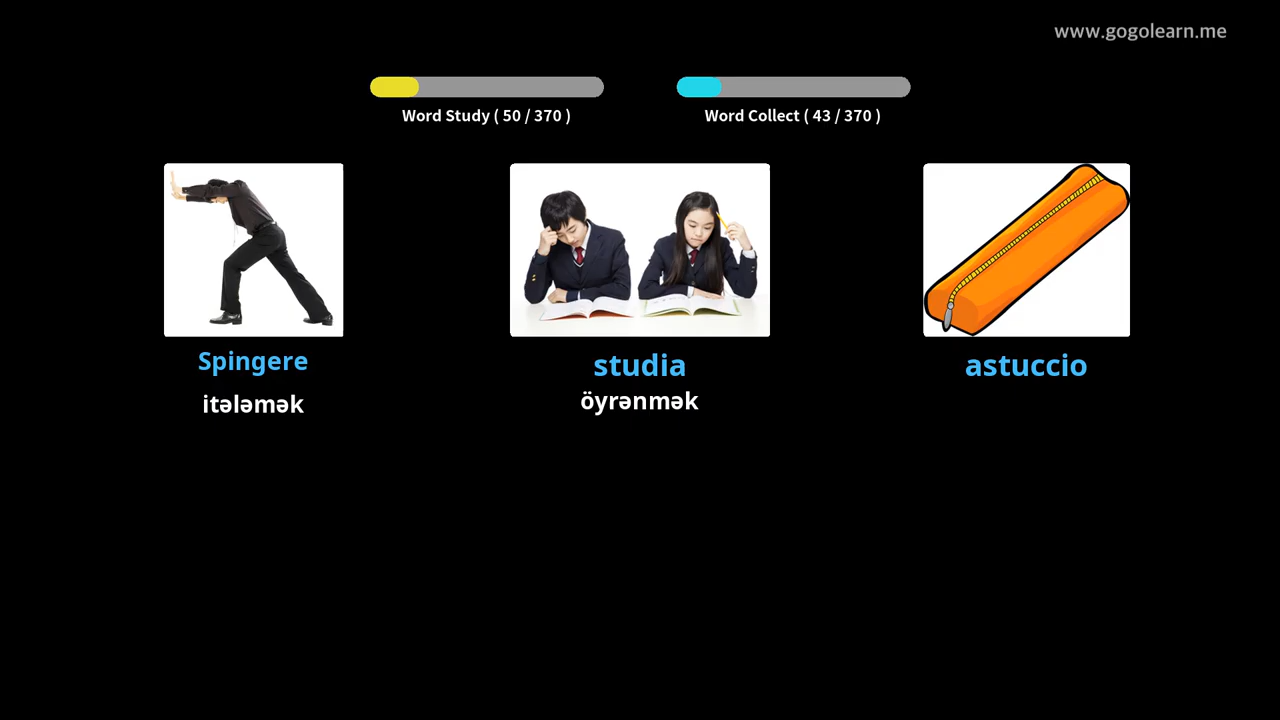 www.gogolearn.me
Word Study ( 50 / 370 )
Word Collect ( 43 / 370 )
Spingere
itələmək
studia
öyrənmək
astuccio